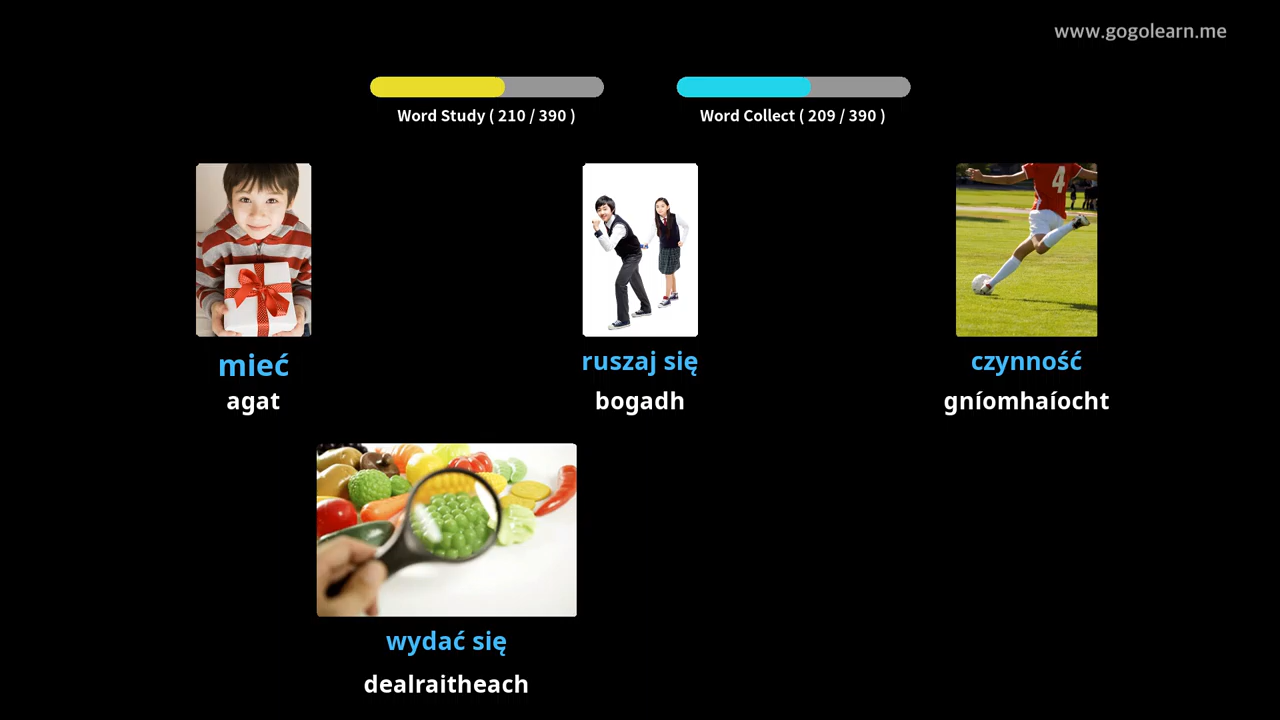 www.gogolearn.me
Word Study ( 210 / 390 )
Word Collect ( 209 / 390 )
4
mieć
agat
ruszaj się
bogadh
czynność
gníomhaíocht
wydać się
dealraitheach